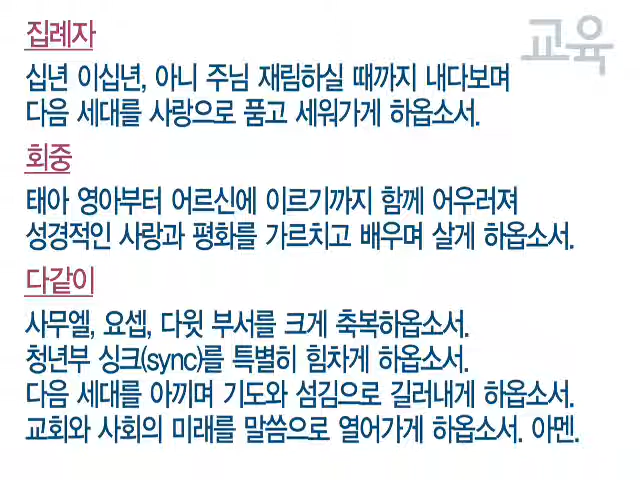 교육
집례자
십년 이십년, 아니 주님 재림하실 때까지 내다보며
다음 세대를 사랑으로 품고 세워가게 하옵소서.
회중
태아 영아부터 어르신에 이르기까지 함께 어우러져
성경적인 사랑과 평화를 가르치고 배우며 살게 하옵소서.
다같이
사무엘, 요셉, 다윗 부서를 크게 축복하옵소서.
청년부 싱크(sync)를 특별히 힘차게 하옵소서.
다음 세대를 아끼며 기도와 섬김으로 길러내게 하옵소서.
교회와 사회의 미래를 말씀으로 열어가게 하옵소서. 아멘.